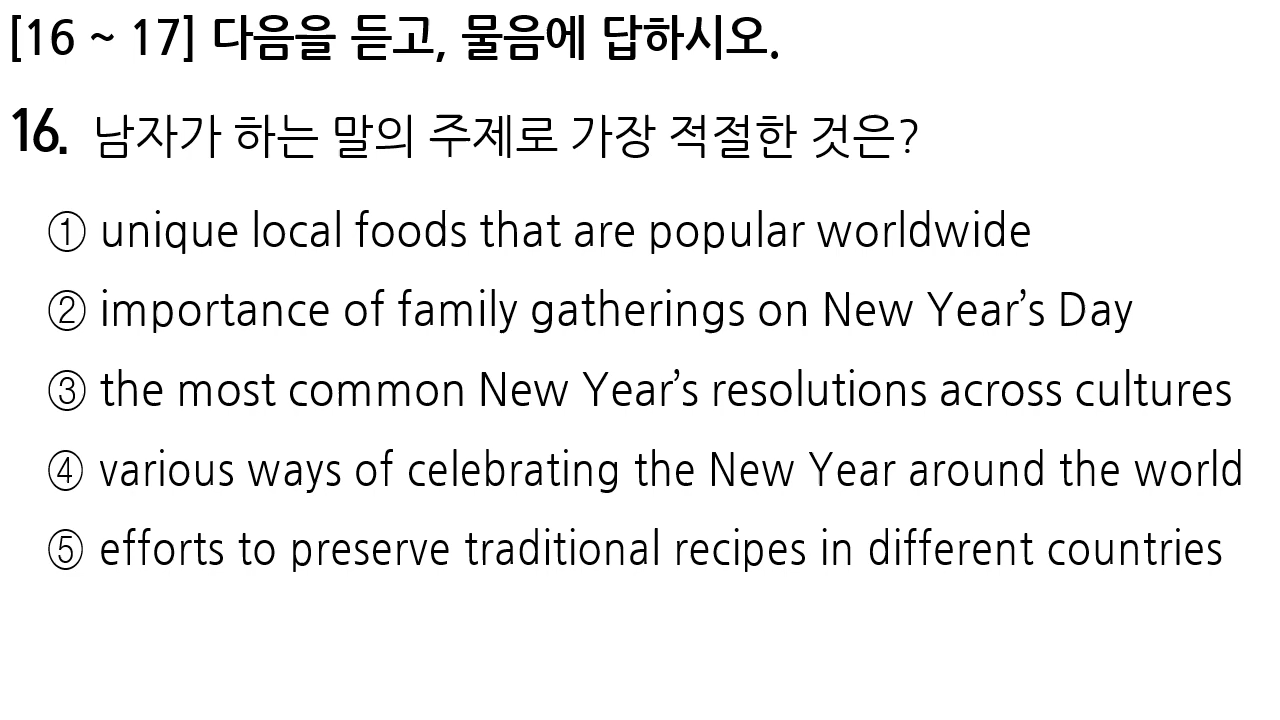 [16 ~ 17] 다음을 듣고, 물음에 답하시오.
16. 남자가 하는 말의 주제로 가장 적절한 것은?
① unique local foods that are popular worldwide
② importance of family gatherings on New Year’s Day
③ the most common New Year’s resolutions across cultures
④ various ways of celebrating the New Year around the world
⑤ efforts to preserve traditional recipes in different countries